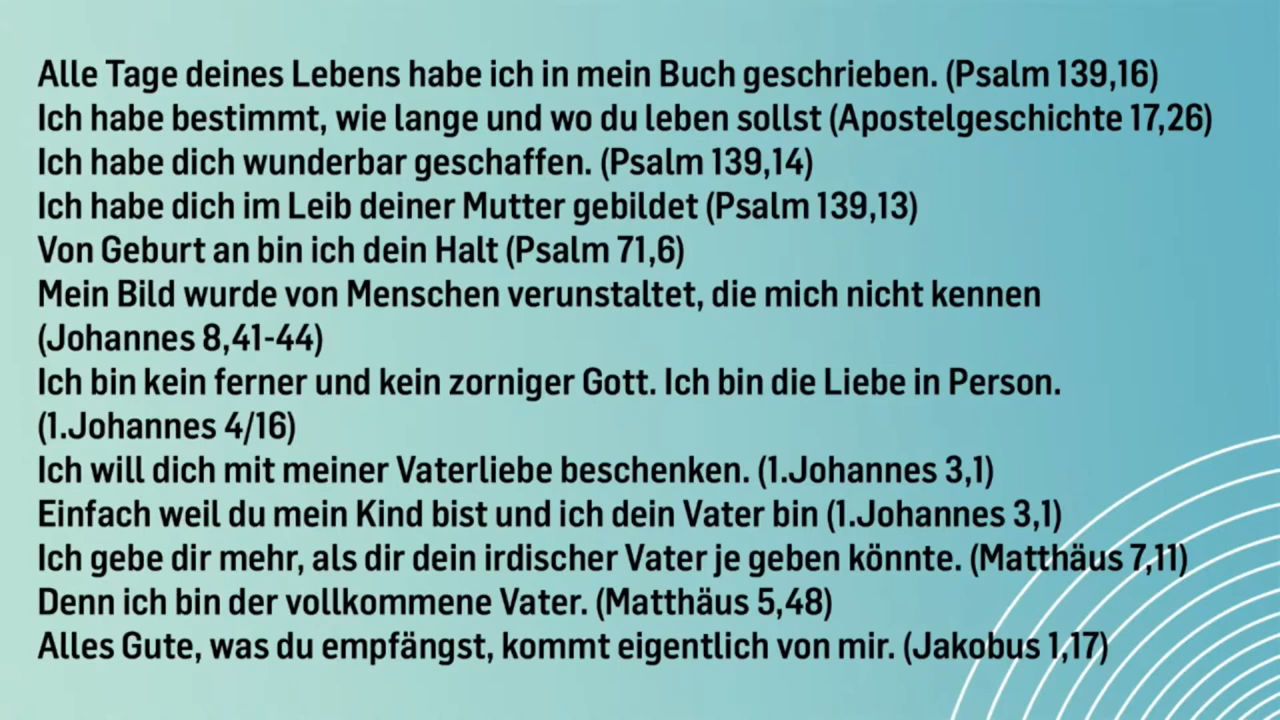 Alle Tage deines Lebens habe ich in mein Buch geschrieben. (Psalm 139,16)
Ich habe bestimmt, wie lange und wo du leben sollst (Apostelgeschichte 17,26)
Ich habe dich wunderbar geschaffen. (Psalm 139,14)
Ich habe dich im Leib deiner Mutter gebildet (Psalm 139,13)
Von Geburt an bin ich dein Halt (Psalm 71,6)
Mein Bild wurde von Menschen verunstaltet, die mich nicht kennen
(Johannes 8,41-44)
Ich bin kein ferner und kein zorniger Gott. Ich bin die Liebe in Person.
(1.Johannes 4/16)
Ich will dich mit meiner Vaterliebe beschenken. (1.Johannes 3,1)
Einfach weil du mein Kind bist und ich dein Vater bin (1.Johannes 3,1)
Ich gebe dir mehr, als dir dein irdischer Vater je geben könnte. (Matthäus 7,11)
Denn ich bin der vollkommene Vater. (Matthäus 5,48)
Alles Gute, was du empfängst, kommt eigentlich von mir. (Jakobus 1,17)